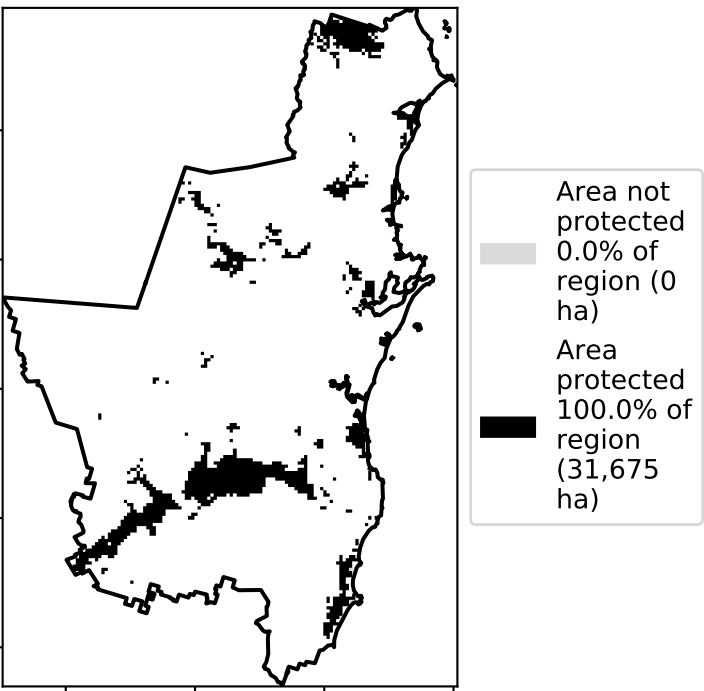 Area not
protected
0.0% of
region (0
ha)
Area
protected
100.0% of
region
(31,675
ha)